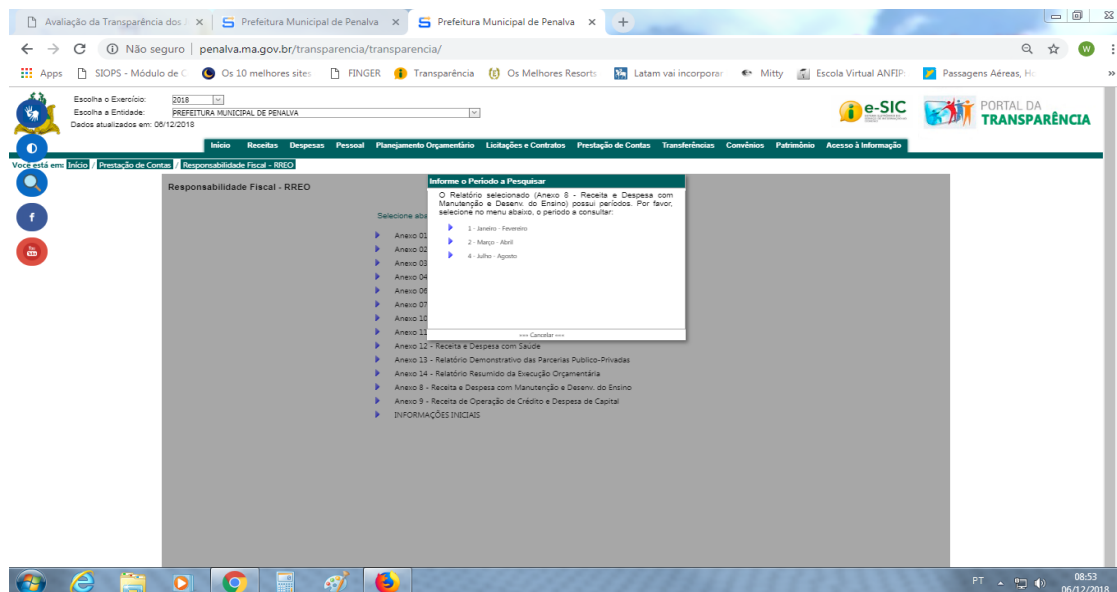 Avaliação da Transparência dos
Prefeitura Municipal de Penalva
Prefeitura Municipal de Penalva
Não seguro | penalva.ma.gov.br/transparencia/transparencia/
W
Apps
SIOPS - Módulo de
Os 10 melhores sites
FINGER
Transparência
Os Melhores Resorts
Latam vai incorporar
Mitty
Escola Virtual ANFIP
Passagens Aéreas,
»
Escolha o Exercício: 2018
Escolha a Entidade: PREFEITURA MUNICIPAL DE PENALVA
Dados atualizados em: 06/12/2018
e-SIC
PORTAL DA
TRANSPARÊNCIA
Início Receitas Despesas Pessoal Planejamento Orçamentário Licitações e Contratos Prestação de Contas Transferências Convênios Patrimônio Acesso à Informação
Você está em: Início / Prestação de Contas / Responsabilidade Fiscal - RREO
Responsabilidade Fiscal - RREO
Informe o Periodo a Pesquisar
O Relatório selecionado (Anexo 8 - Receita e Despesa com
Manutenção e Desenv. do Ensino) possui períodos. Por favor,
selecione no menu abaixo, o periodo a consultar:
1 - Janeiro - Fevereiro
2 - Março - Abril
4 - Julho - Agosto
=== Cancelar ===
Selecione aba
Anexo 01
Anexo 02
Anexo 03
Anexo 04
Anexo 06
Anexo 07
Anexo 10
Anexo 11
Anexo 12 - Receita e Despesa com Saúde
Anexo 13 - Relatório Demonstrativo das Parcerias Publico-Privadas
Anexo 14 - Relatório Resumido da Execução Orçamentária
Anexo 8 - Receita e Despesa com Manutenção e Desenv. do Ensino
Anexo 9 - Receita de Operação de Crédito e Despesa de Capital
INFORMAÇÕES INICIAIS
PT
08:53
06/12/2018